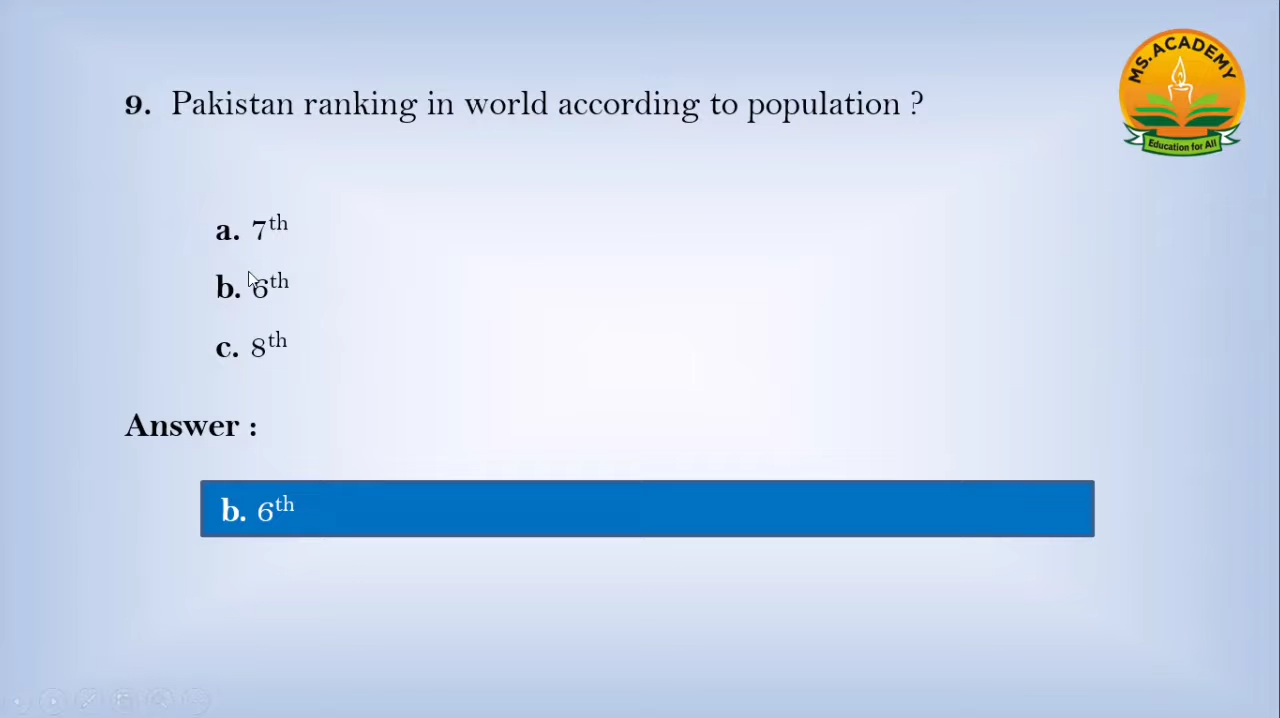 MS.ACADEMY
Education for All
9. Pakistan ranking in world according to population ?
a. 7th
b. 6th
c. 8th
Answer :
b. 6th